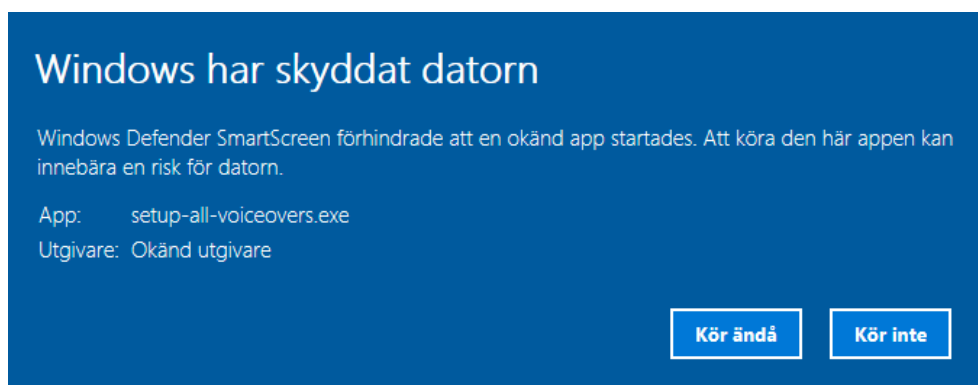 Windows har skyddat datorn
Windows Defender SmartScreen förhindrade att en okänd app startades. Att köra den här appen kan
innebära en risk för datorn.
App: setup-all-voiceovers.exe
Utgivare: Okänd utgivare
Kör ändå Kör inte